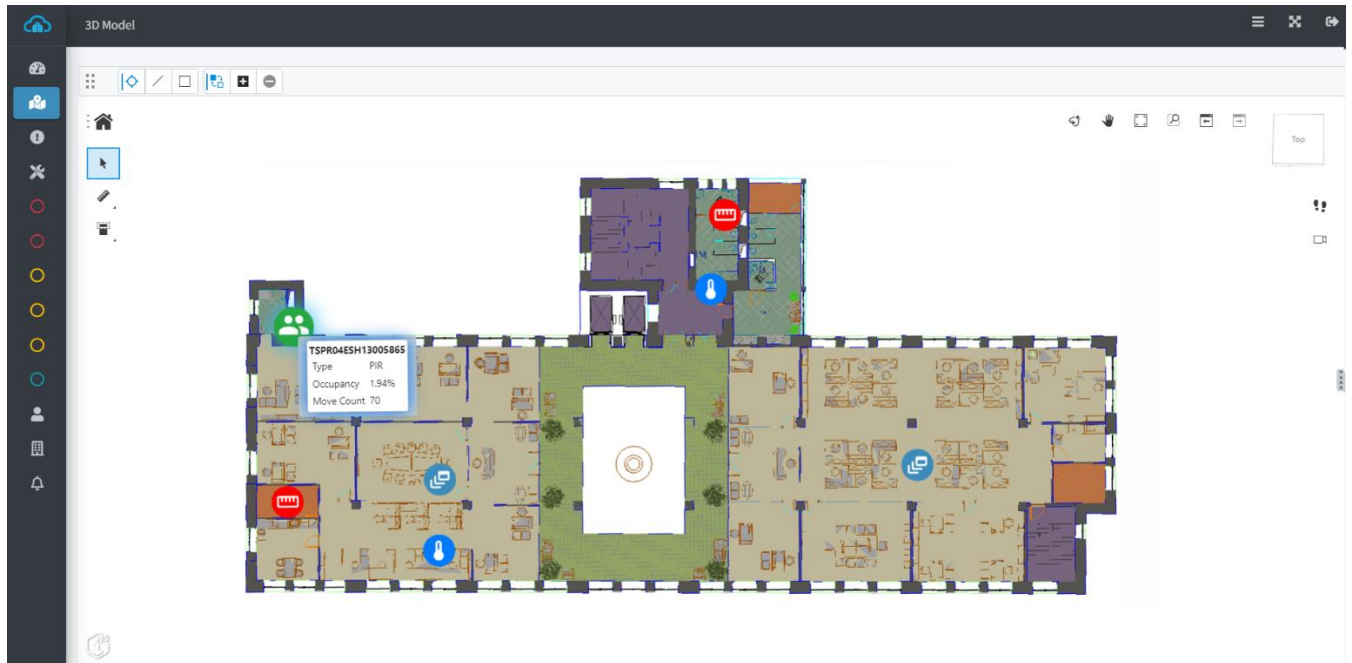 3D Model
Top
TSPR04ESH13005865
Type PIR
Occupancy 1.94%
Move Count 70